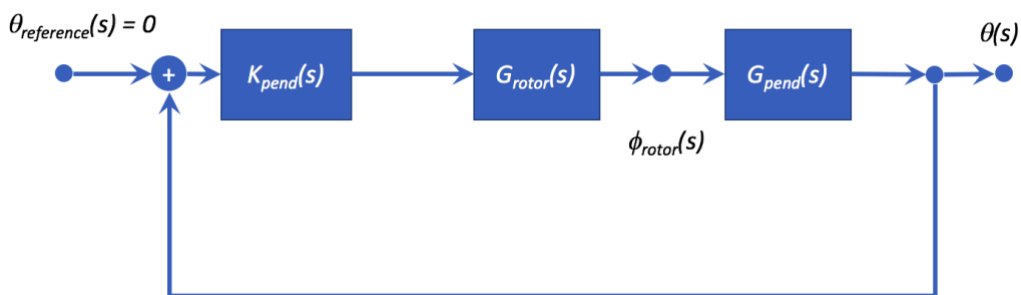 θreference(s) = 0
θ(s)
+
Kpend(s)
Grotor(s)
Gpend(s)
ϕrotor(s)